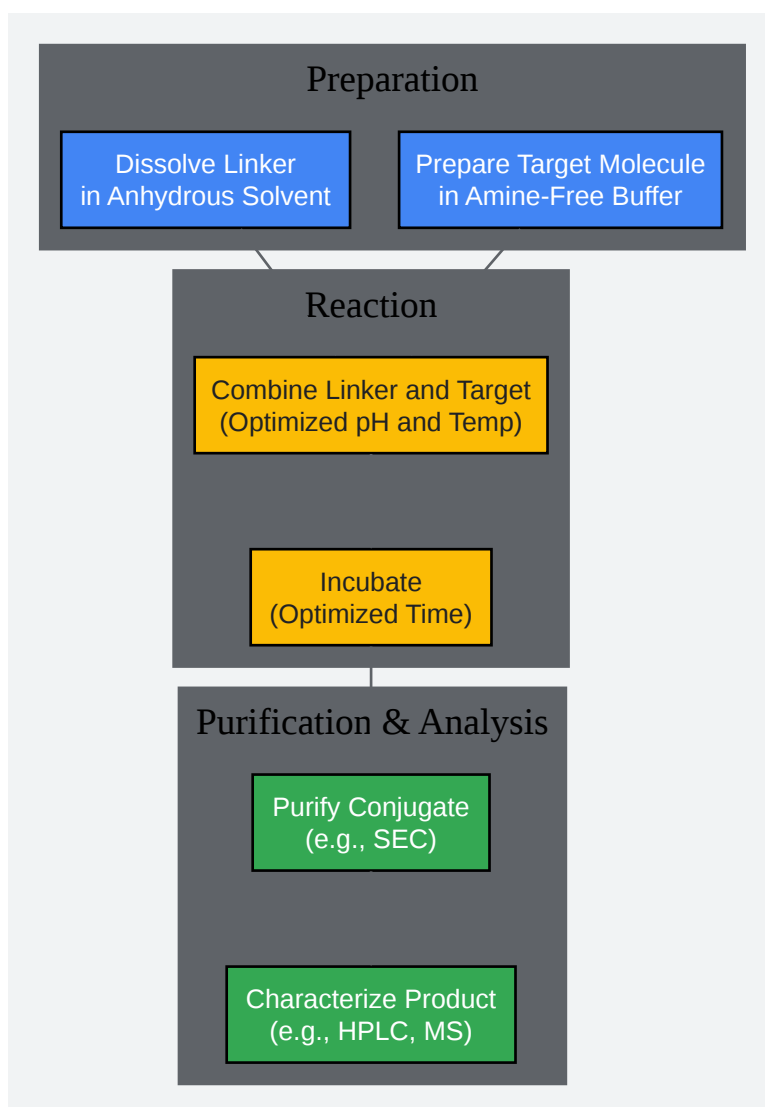 Preparation
Dissolve Linker
in Anhydrous Solvent
Prepare Target Molecule
in Amine-Free Buffer
Reaction
Combine Linker and Target
(Optimized pH and Temp)
Incubate
(Optimized Time)
Purification & Analysis
Purify Conjugate
(e.g., SEC)
Characterize Product
(e.g., HPLC, MS)